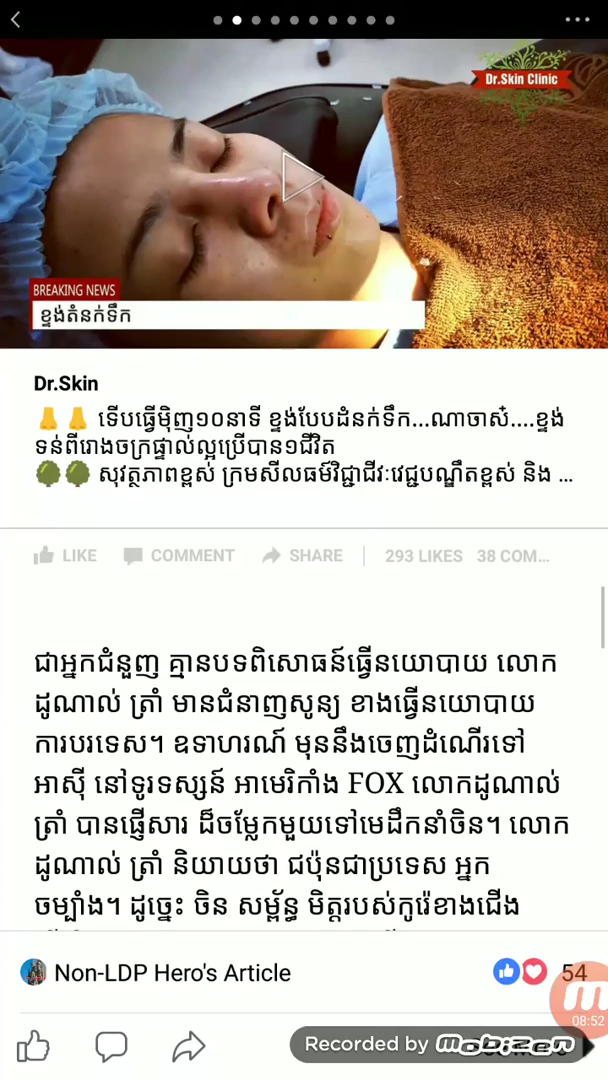 Dr.Skin Clinic
BREAKING NEWS
ខ្ទង់តំនក់ទឹក
Dr.Skin
👃👃 ទើបធ្វើម៉ិញ១០នាទី ខ្ទង់បែបដំនក់ទឹក...ណាចាស៎....ខ្ទង់
ទន់ពីរោងចក្រផ្ទាល់ល្អប្រើបាន១ជីវិត
សុវត្ថភាពខ្ពស់ ក្រមសីលធម៍វិជ្ជាជីវៈវេជ្ជបណ្ឌឹតខ្ពស់ និង ...
LIKE COMMENT SHARE 293 LIKES 38 COM...
ជាអ្នកជំនួញ គ្មានបទពិសោធន៍ធ្វើនយោបាយ លោក
ដូណាល់ ត្រាំ មានជំនាញសូន្យ ខាងធ្វើនយោបាយ
ការបរទេស។ ឧទាហរណ៍ មុននឹងចេញដំណើរទៅ
អាស៊ី នៅទូរទស្សន៍ អាមេរិកាំង FOX លោកដូណាល់
ត្រាំ បានផ្ញើសារ ដ៏ចម្លែកមួយទៅមេដឹកនាំចិន។ លោក
ដូណាល់ ត្រាំ និយាយថា ជប៉ុនជាប្រទេស អ្នក
ចម្បាំង។ ដូច្នេះ ចិន សម្ព័ន្ធ មិត្តរបស់កូរ៉េខាងជើង
Non-LDP Hero's Article 54
08:52
Recorded by mobizen